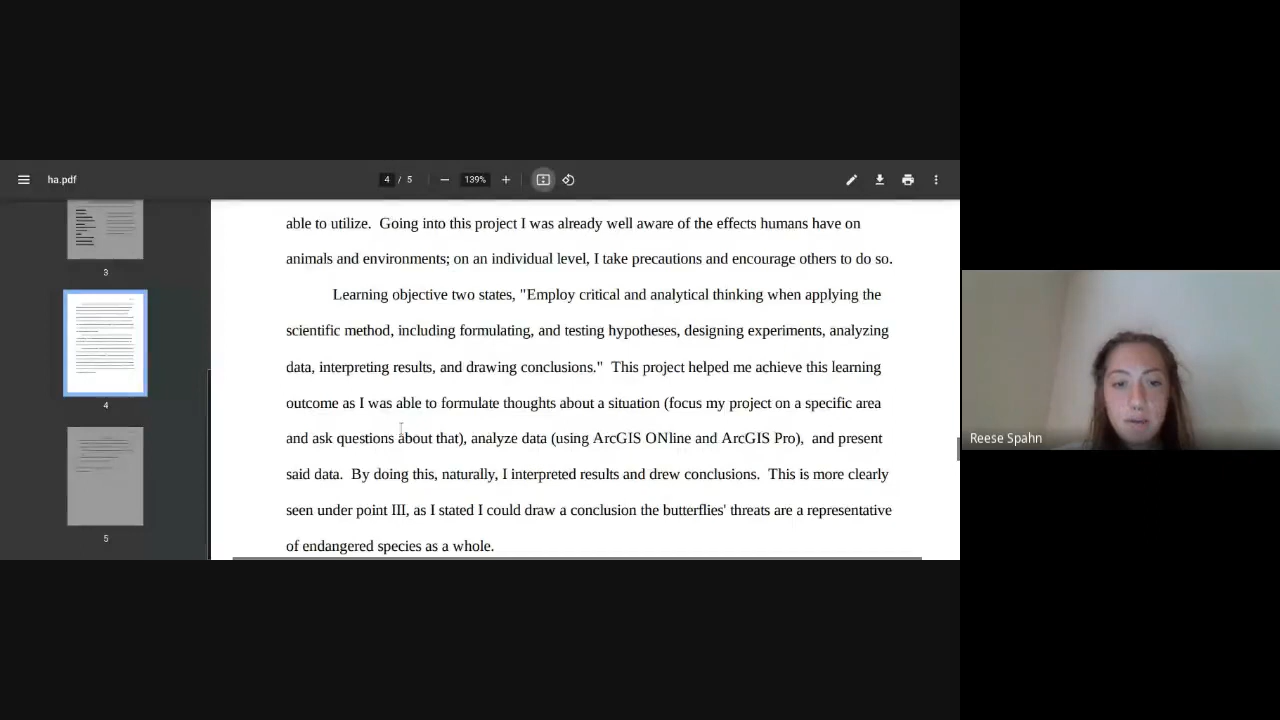 ha.pdf
4 / 5
139%
able to utilize.  Going into this project I was already well aware of the effects humans have on
animals and environments; on an individual level, I take precautions and encourage others to do so.
Learning objective two states, "Employ critical and analytical thinking when applying the
scientific method, including formulating, and testing hypotheses, designing experiments, analyzing
data, interpreting results, and drawing conclusions."  This project helped me achieve this learning
outcome as I was able to formulate thoughts about a situation (focus my project on a specific area
and ask questions about that), analyze data (using ArcGIS ONline and ArcGIS Pro),  and present
said data.  By doing this, naturally, I interpreted results and drew conclusions.  This is more clearly
seen under point III, as I stated I could draw a conclusion the butterflies' threats are a representative
of endangered species as a whole.
3
4
5
Reese Spahn